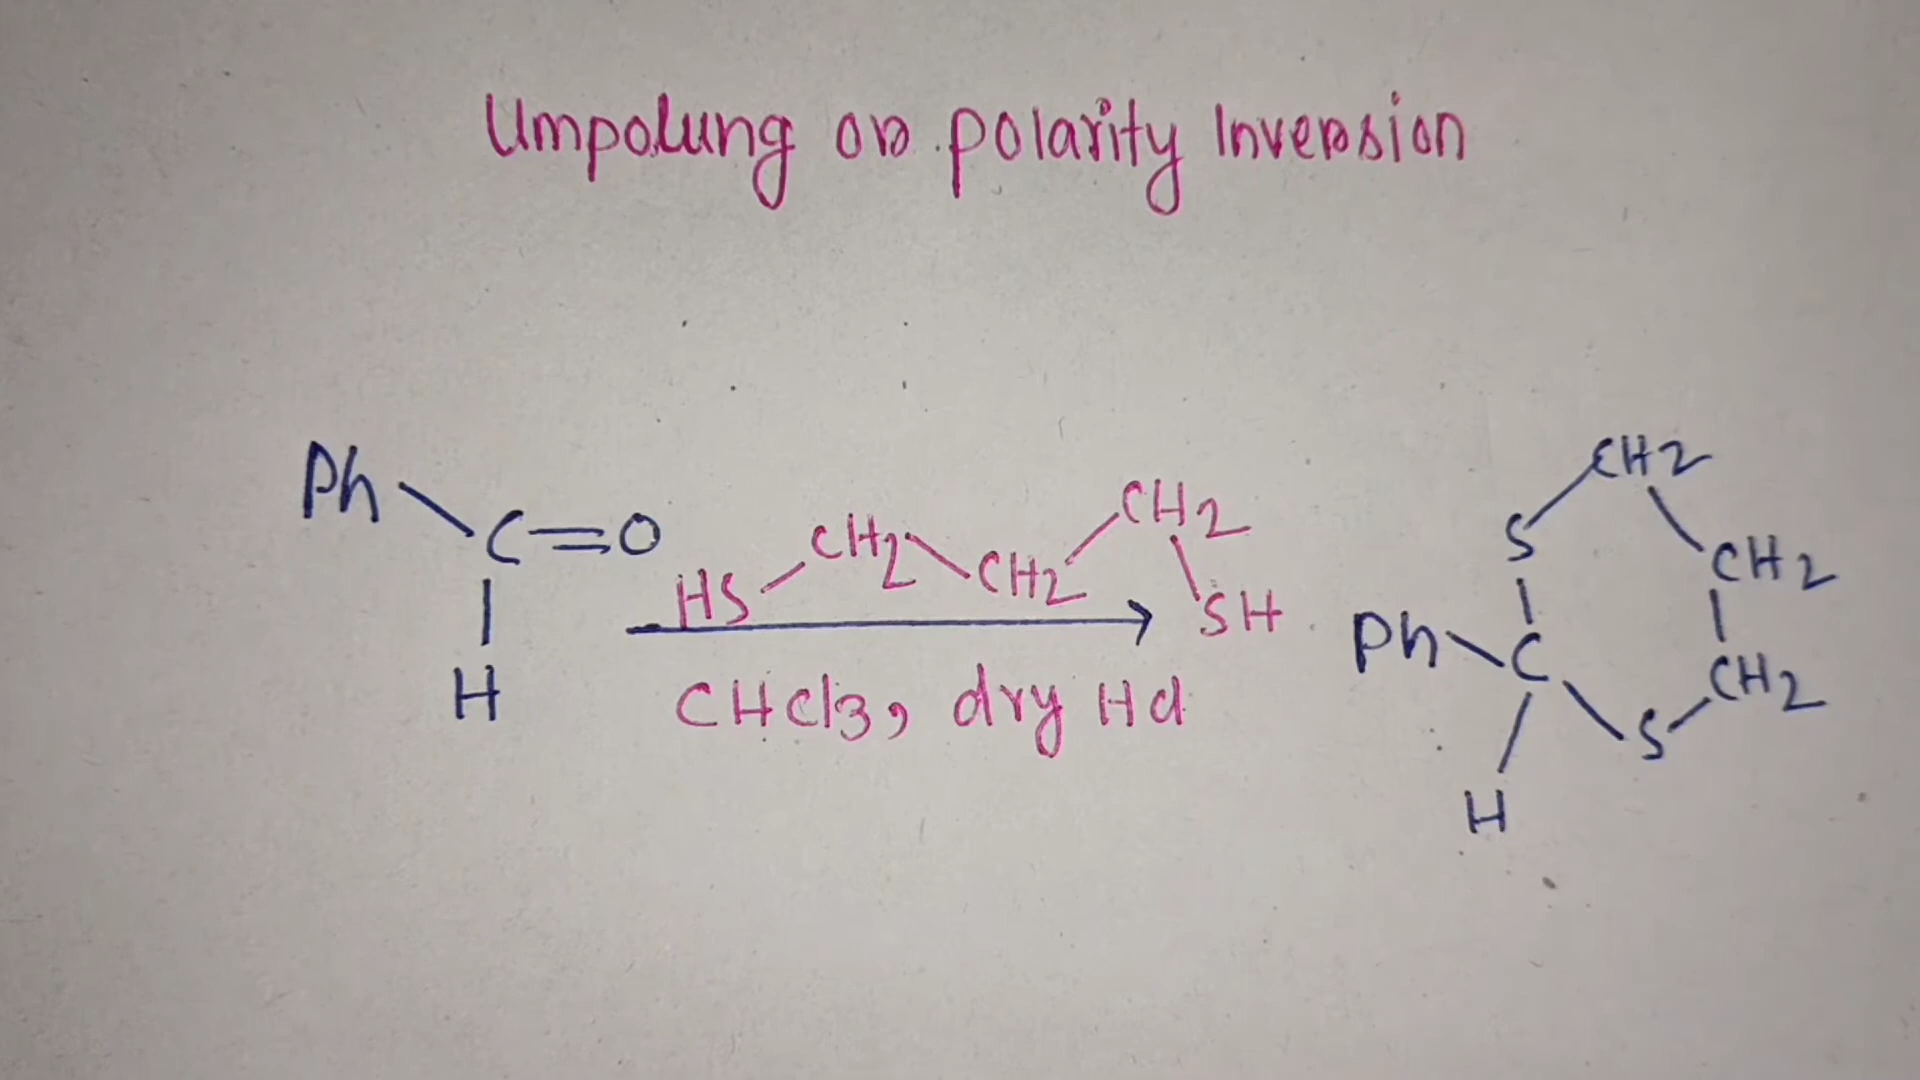 Umpolung or polarity Inversion
Ph C=O H
HS CH2 CH2 CH2 SH
CHCl3, dry HCl
Ph C H S CH2 CH2 CH2 S